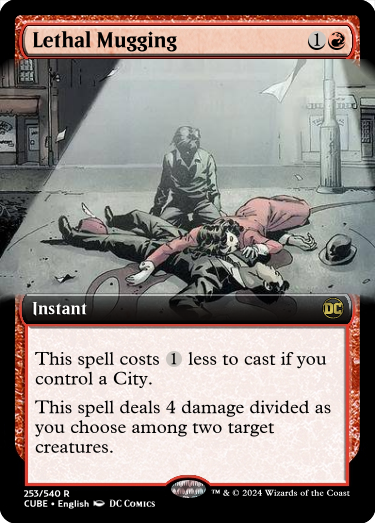 Lethal Mugging 1
Instant DC
This spell costs 1 less to cast if you
control a City.
This spell deals 4 damage divided as
you choose among two target
creatures.
253/540 R
CUBE • English DC COMICS
™ & © 2024 Wizards of the Coast